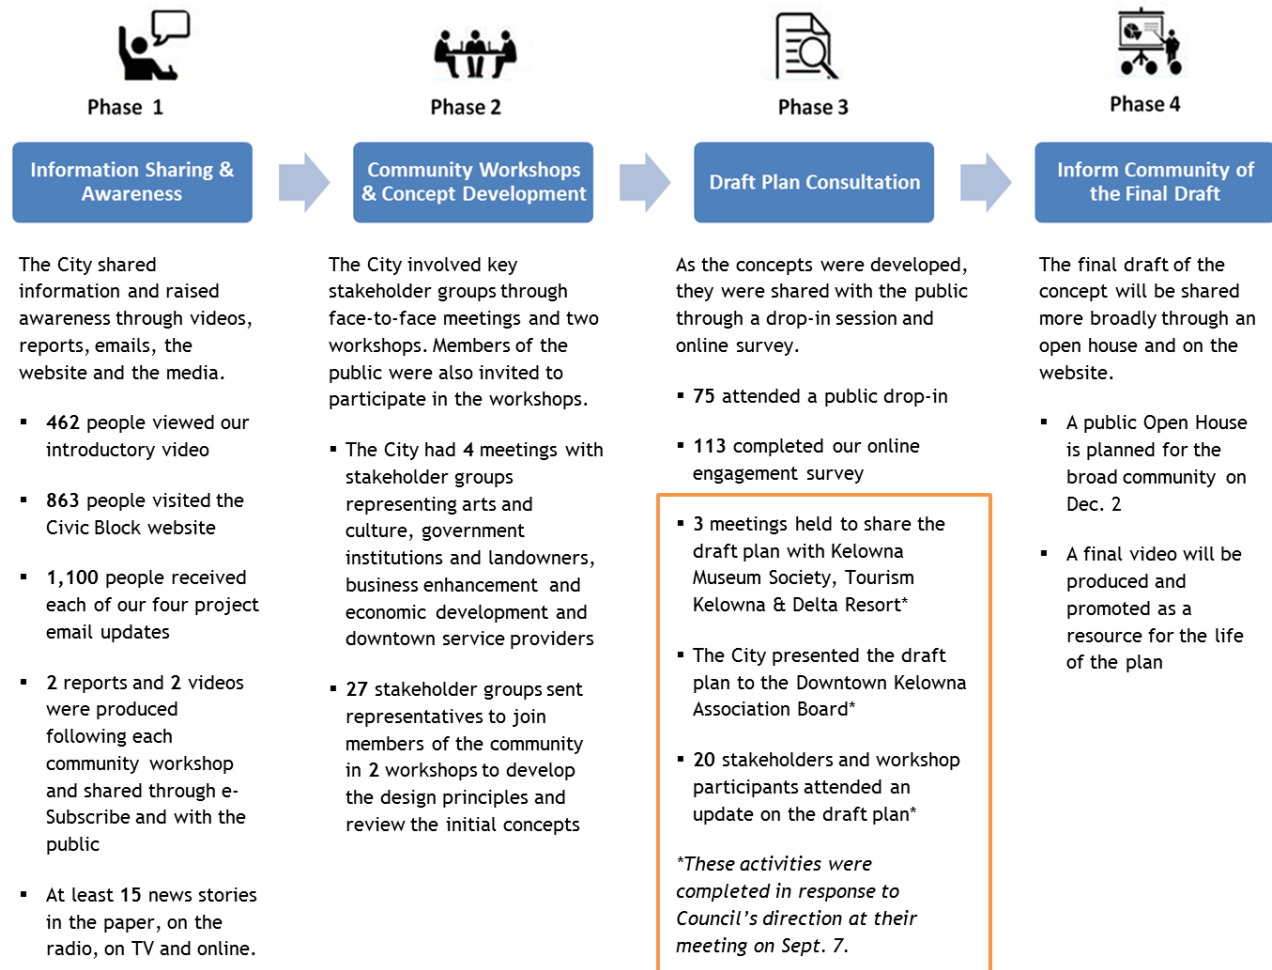 Phase 1
Information Sharing &
Awareness
The City shared
information and raised
awareness through videos,
reports, emails, the
website and the media.
▪ 462 people viewed our
introductory video
▪ 863 people visited the
Civic Block website
▪ 1,100 people received
each of our four project
email updates
▪ 2 reports and 2 videos
were produced
following each
community workshop
and shared through e-
Subscribe and with the
public
▪ At least 15 news stories
in the paper, on the
radio, on TV and online.
Phase 2
Community Workshops
& Concept Development
The City involved key
stakeholder groups through
face-to-face meetings and two
workshops. Members of the
public were also invited to
participate in the workshops.
▪ The City had 4 meetings with
stakeholder groups
representing arts and
culture, government
institutions and landowners,
business enhancement and
economic development and
downtown service providers
▪ 27 stakeholder groups sent
representatives to join
members of the community
in 2 workshops to develop
the design principles and
review the initial concepts
Phase 3
Draft Plan Consultation
As the concepts were developed,
they were shared with the public
through a drop-in session and
online survey.
▪ 75 attended a public drop-in
▪ 113 completed our online
engagement survey
▪ 3 meetings held to share the
draft plan with Kelowna
Museum Society, Tourism
Kelowna & Delta Resort*
▪ The City presented the draft
plan to the Downtown Kelowna
Association Board*
▪ 20 stakeholders and workshop
participants attended an
update on the draft plan*
*These activities were
completed in response to
Council's direction at their
meeting on Sept. 7.
Phase 4
Inform Community of
the Final Draft
The final draft of the
concept will be shared
more broadly through an
open house and on the
website.
▪ A public Open House
is planned for the
broad community on
Dec. 2
▪ A final video will be
produced and
promoted as a
resource for the life
of the plan